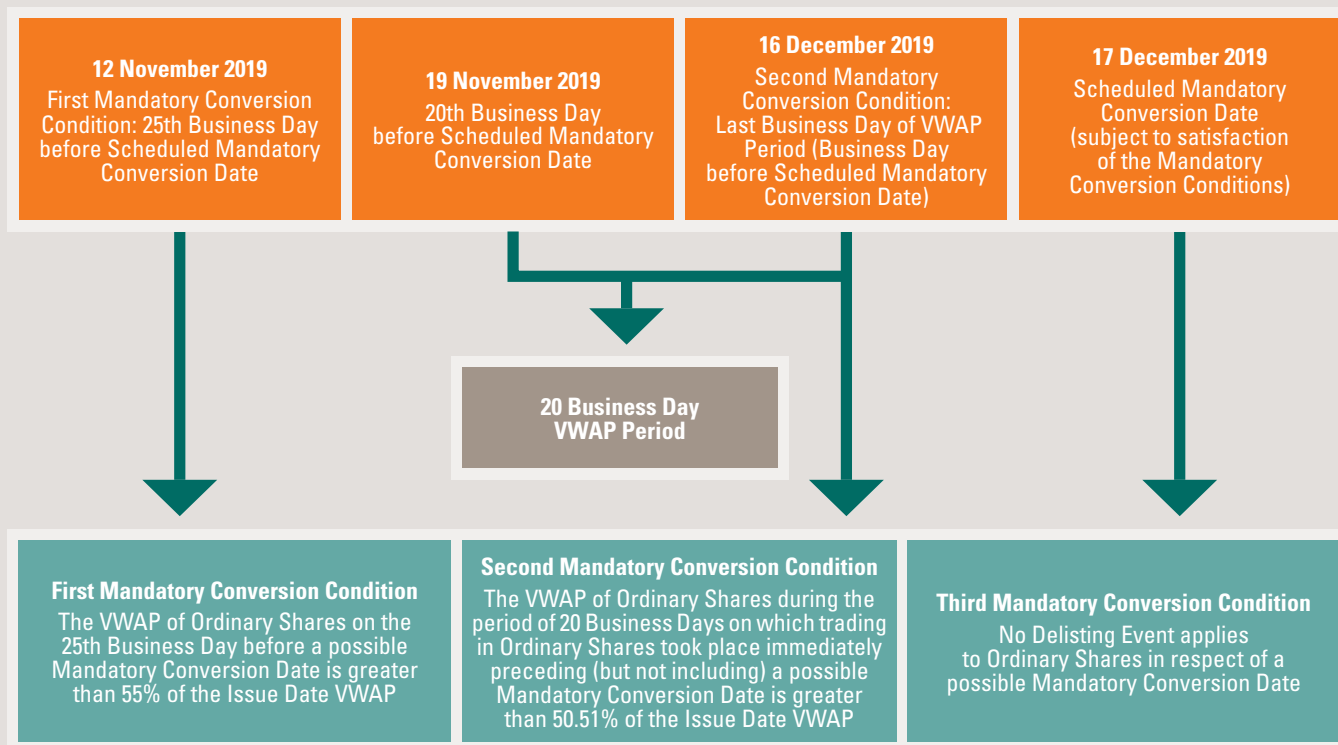 12 November 2019
First Mandatory Conversion
Condition: 25th Business Day
before Scheduled Mandatory
Conversion Date
19 November 2019
20th Business Day
before Scheduled Mandatory
Conversion Date
16 December 2019
Second Mandatory
Conversion Condition:
Last Business Day of VWAP
Period (Business Day
before Scheduled Mandatory
Conversion Date)
17 December 2019
Scheduled Mandatory
Conversion Date
(subject to satisfaction
of the Mandatory
Conversion Conditions)
20 Business Day
VWAP Period
First Mandatory Conversion Condition
The VWAP of Ordinary Shares on the
25th Business Day before a possible
Mandatory Conversion Date is greater
than 55% of the Issue Date VWAP
Second Mandatory Conversion Condition
The VWAP of Ordinary Shares during the
period of 20 Business Days on which trading
in Ordinary Shares took place immediately
preceding (but not including) a possible
Mandatory Conversion Date is greater
than 50.51% of the Issue Date VWAP
Third Mandatory Conversion Condition
No Delisting Event applies
to Ordinary Shares in respect of a
possible Mandatory Conversion Date